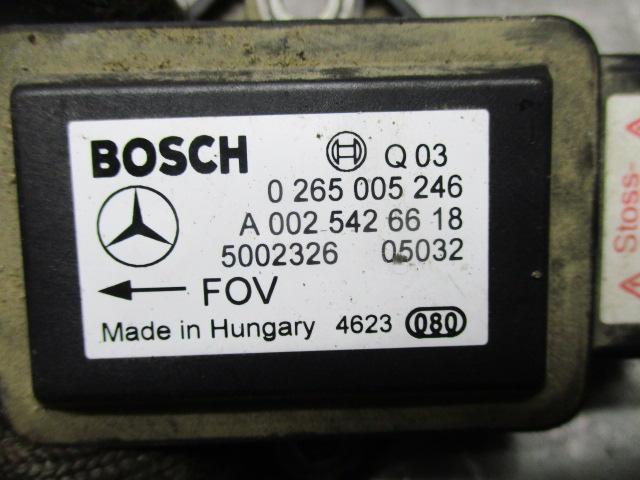 BOSCH Q 03
0 265 005 246
A 002 542 66 18
5002326 05032
FOV
Made in Hungary 4623 080
Stoss-